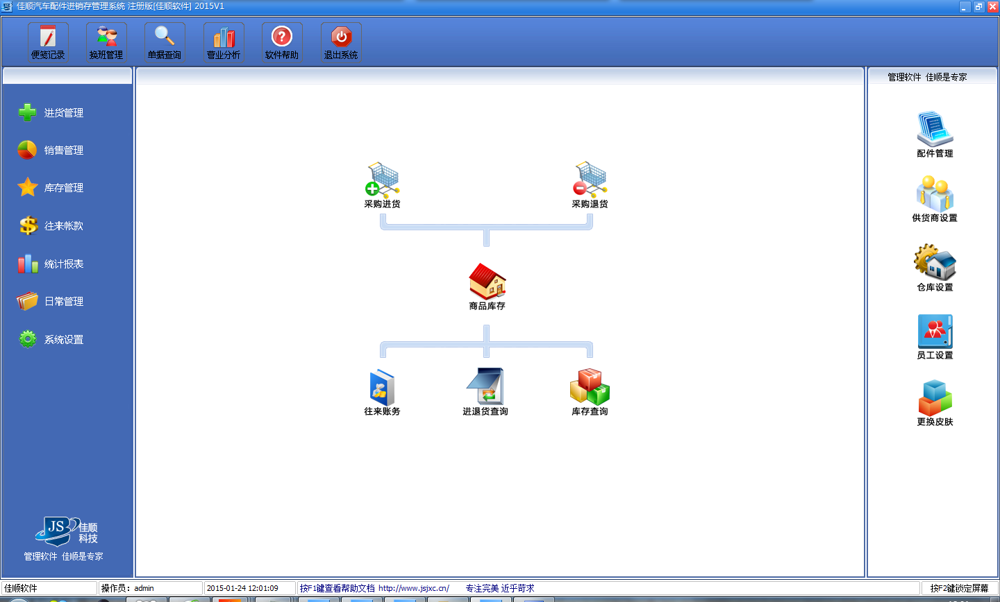 佳顺汽车配件进销存管理系统 注册版[佳顺软件] 2015V1
便笺记录 换班管理 单据查询 营业分析 软件帮助 退出系统
管理软件 佳顺是专家
进货管理
销售管理
库存管理
往来帐款
统计报表
日常管理
系统设置
JS 佳顺
科技
管理软件 佳顺是专家
采购进货 采购退货
商品库存
往来账务 进退货查询 库存查询
配件管理
供货商设置
仓库设置
员工设置
更换皮肤
佳顺软件 操作员：admin 2015-01-24 12:01:09 按F1键查看帮助文档 http://www.jsjxc.cn/ 专注完美 近乎苛求 按F2键锁定屏幕